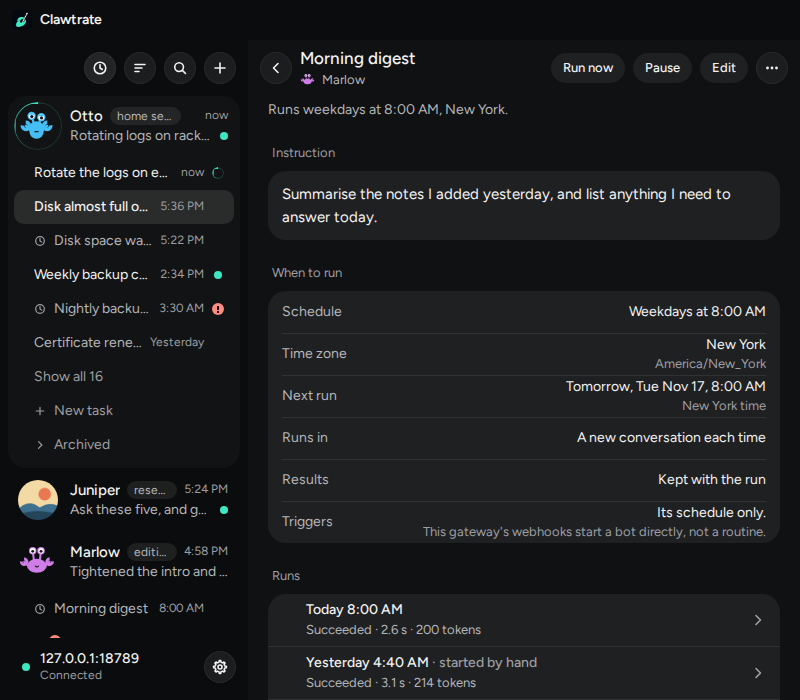 Clawtrate
Otto home se... now
Rotating logs on rack...
Rotate the logs on e... now
Disk almost full o... 5:36 PM
Disk space wa... 5:22 PM
Weekly backup c... 2:34 PM
Nightly backu... 3:30 AM
Certificate rene... Yesterday
Show all 16
New task
Archived
Juniper rese... 5:24 PM
Ask these five, and g...
Marlow editi... 4:58 PM
Tightened the intro and ...
Morning digest 8:00 AM
127.0.0.1:18789
Connected
Morning digest
Marlow
Run now Pause Edit
Runs weekdays at 8:00 AM, New York.
Instruction
Summarise the notes I added yesterday, and list anything I need to
answer today.
When to run
Schedule Weekdays at 8:00 AM
Time zone New York
America/New_York
Next run Tomorrow, Tue Nov 17, 8:00 AM
New York time
Runs in A new conversation each time
Results Kept with the run
Triggers Its schedule only.
This gateway's webhooks start a bot directly, not a routine.
Runs
Today 8:00 AM
Succeeded · 2.6 s · 200 tokens
Yesterday 4:40 AM · started by hand
Succeeded · 3.1 s · 214 tokens